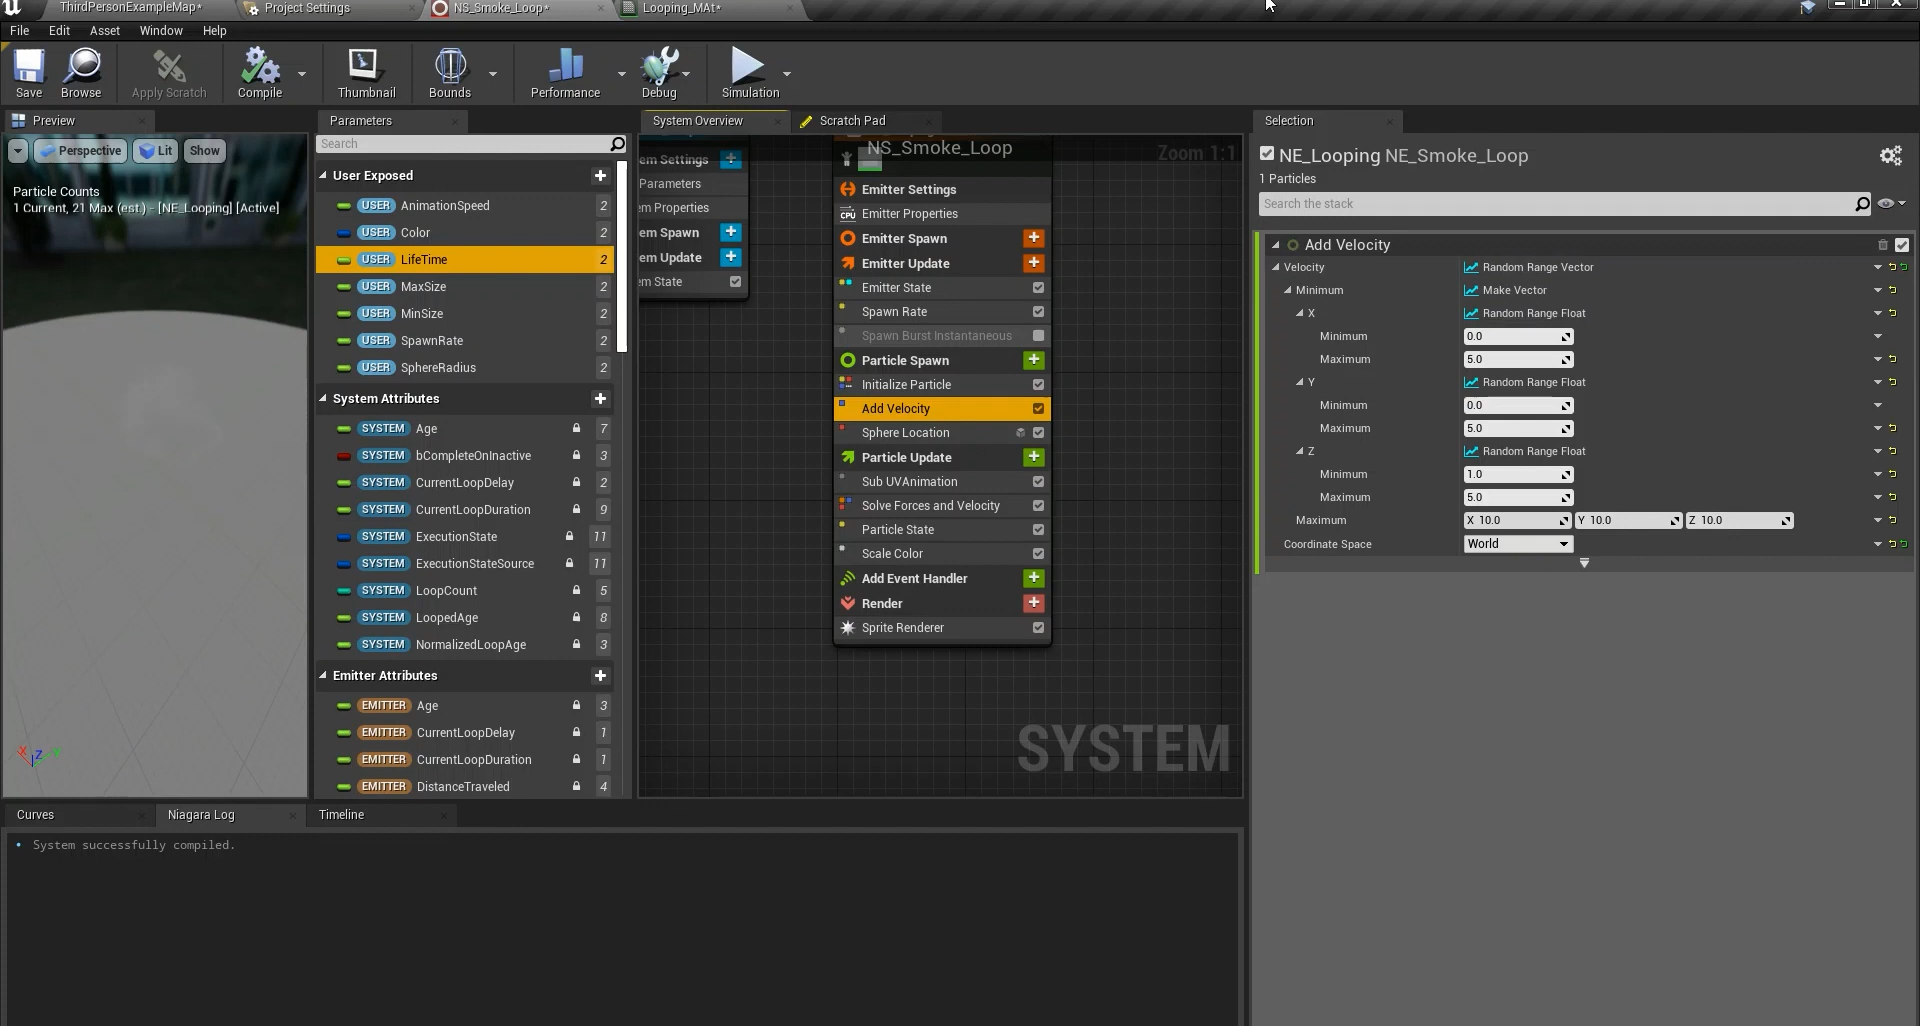 ThirdPersonExampleMap*
Project Settings
NS_Smoke_Loop*
Looping_MAt*
File
Edit
Asset
Window
Help
Save
Browse
Apply Scratch
Compile
Thumbnail
Bounds
Performance
Debug
Simulation
Preview
Perspective
Lit
Show
Particle Counts
1 Current, 21 Max (est.) - [NE_Looping] [Active]
X
Z
Y
Parameters
Search
User Exposed
USER AnimationSpeed 2
USER Color 2
USER LifeTime 2
USER MaxSize 2
USER MinSize 2
USER SpawnRate 2
USER SphereRadius 2
System Attributes
SYSTEM Age 7
SYSTEM bCompleteOnInactive 3
SYSTEM CurrentLoopDelay 2
SYSTEM CurrentLoopDuration 9
SYSTEM ExecutionState 11
SYSTEM ExecutionStateSource 11
SYSTEM LoopCount 5
SYSTEM LoopedAge 8
SYSTEM NormalizedLoopAge 3
Emitter Attributes
EMITTER Age 3
EMITTER CurrentLoopDelay 1
EMITTER CurrentLoopDuration 1
EMITTER DistanceTraveled 4
System Overview
Scratch Pad
em Settings
Parameters
em Properties
em Spawn
em Update
em State
NS_Smoke_Loop
Zoom 1:1
Emitter Settings
CPU Emitter Properties
Emitter Spawn
Emitter Update
Emitter State
Spawn Rate
Spawn Burst Instantaneous
Particle Spawn
Initialize Particle
Add Velocity
Sphere Location
Particle Update
Sub UVAnimation
Solve Forces and Velocity
Particle State
Scale Color
Add Event Handler
Render
Sprite Renderer
SYSTEM
Selection
NE_Looping NE_Smoke_Loop
1 Particles
Search the stack
Add Velocity
Velocity Random Range Vector
Minimum Make Vector
X Random Range Float
Minimum 0.0
Maximum 5.0
Y Random Range Float
Minimum 0.0
Maximum 5.0
Z Random Range Float
Minimum 1.0
Maximum 5.0
Maximum X 10.0 Y 10.0 Z 10.0
Coordinate Space World
Curves
Niagara Log
Timeline
System successfully compiled.